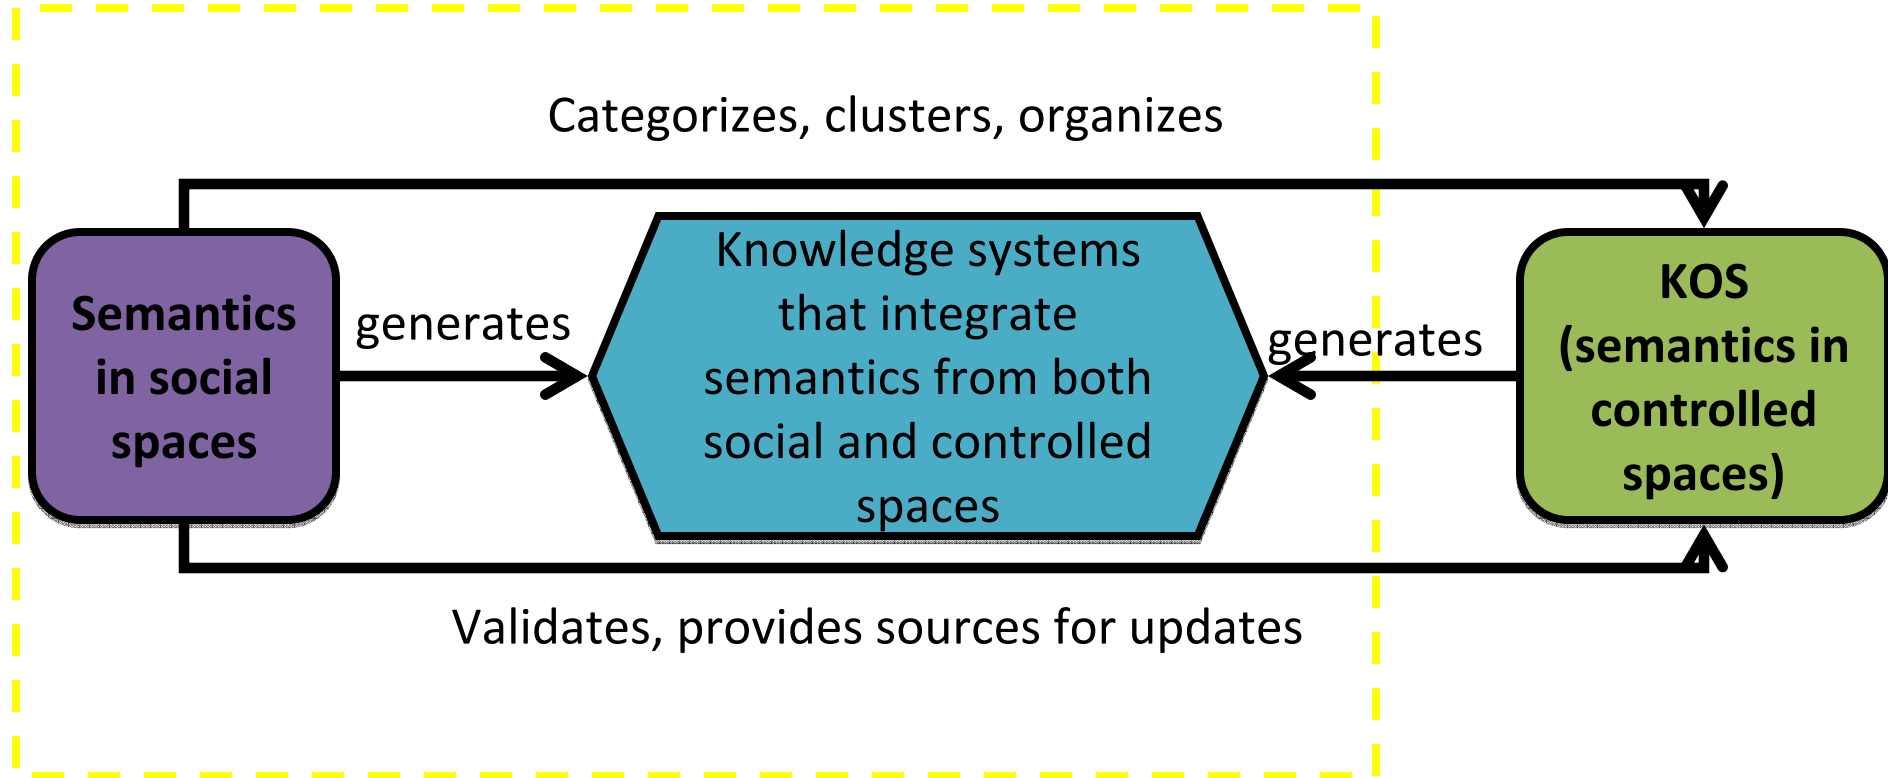 Categorizes, clusters, organizes
Semantics
in social
spaces
generates
Knowledge systems
that integrate
semantics from both
social and controlled
spaces
generates
KOS
(semantics in
controlled
spaces)
Validates, provides sources for updates